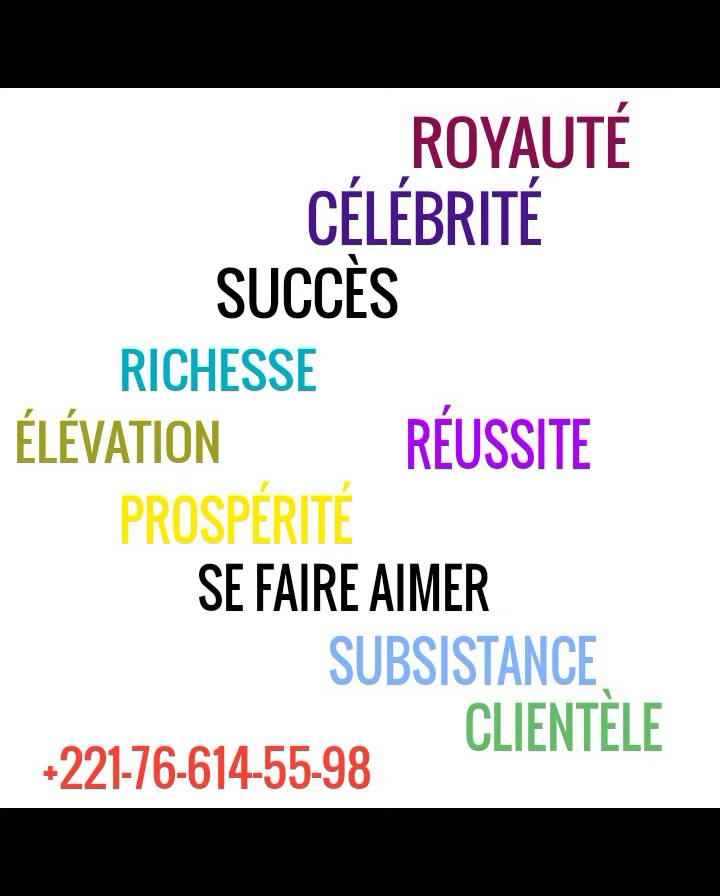 ROYAUTÉ
CÉLÉBRITÉ
SUCCÈS
RICHESSE
ÉLÉVATION
RÉUSSITE
PROSPÉRITÉ
SE FAIRE AIMER
SUBSISTANCE
CLIENTÈLE
+221-76-614-55-98